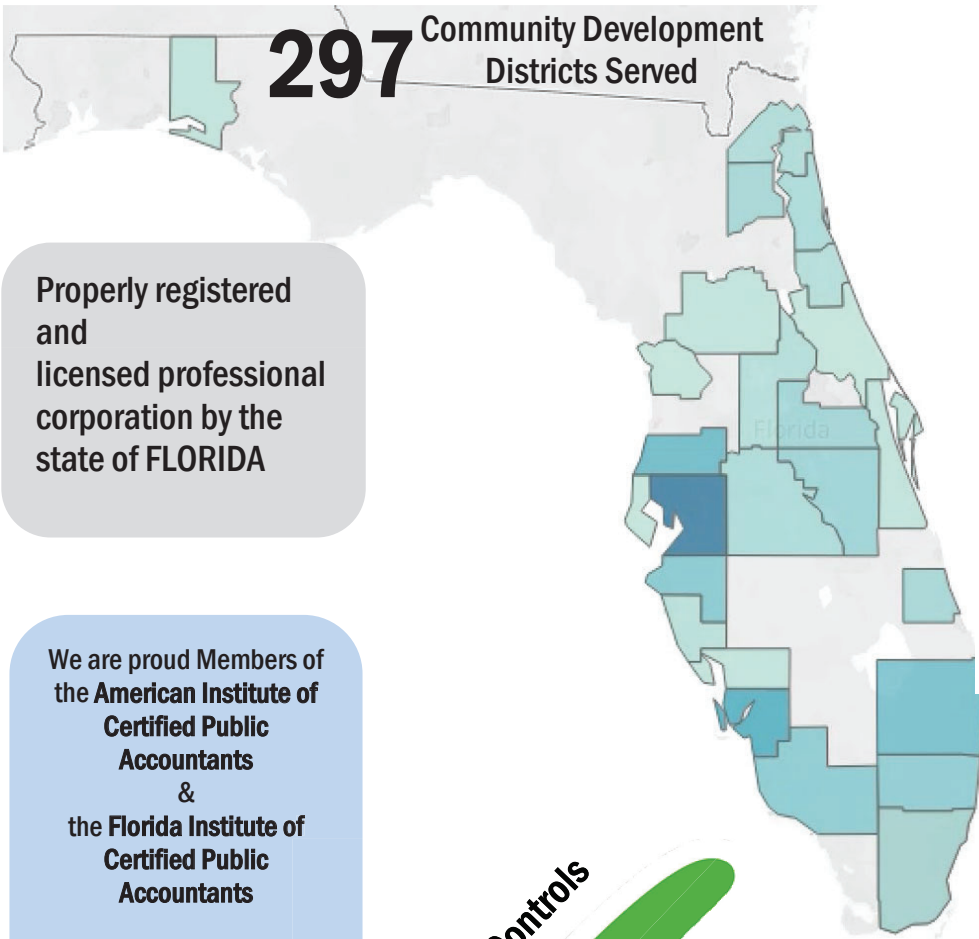 297
Community Development
Districts Served
Properly registered
and
licensed professional
corporation by the
state of FLORIDA
Florida
We are proud Members of
the American Institute of
Certified Public
Accountants
&
the Florida Institute of
Certified Public
Accountants
Controls